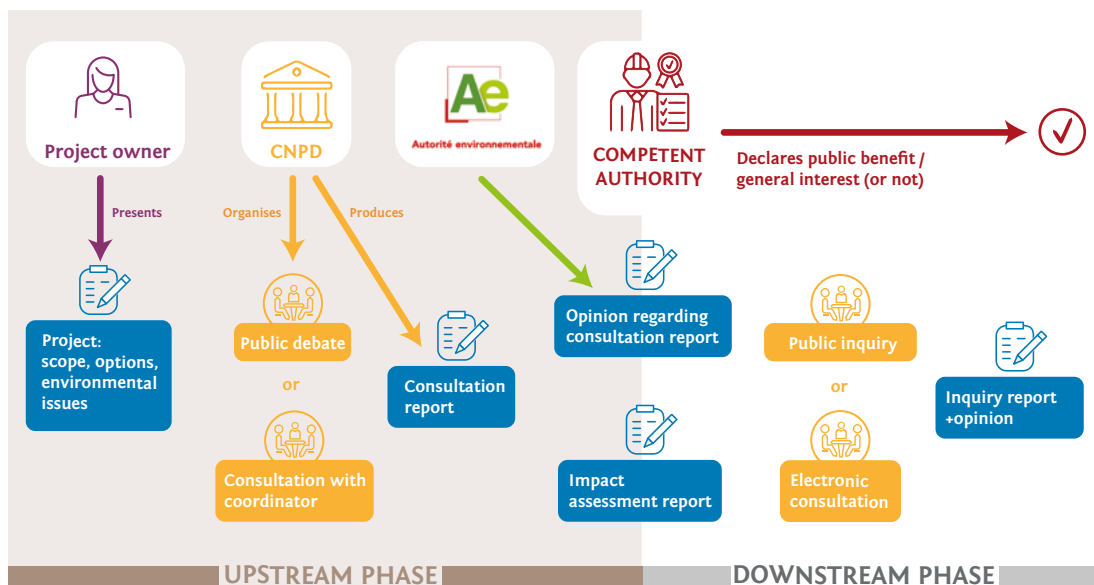 Project owner
CNPD
Ae
Autorité environnementale
COMPETENT
AUTHORITY
Declares public benefit /
general interest (or not)
Presents
Organises
Produces
Project:
scope, options,
environmental
issues
Public debate
or
Consultation with
coordinator
Consultation
report
Opinion regarding
consultation report
Impact
assessment report
Public inquiry
or
Electronic
consultation
Inquiry report
+opinion
UPSTREAM PHASE
DOWNSTREAM PHASE